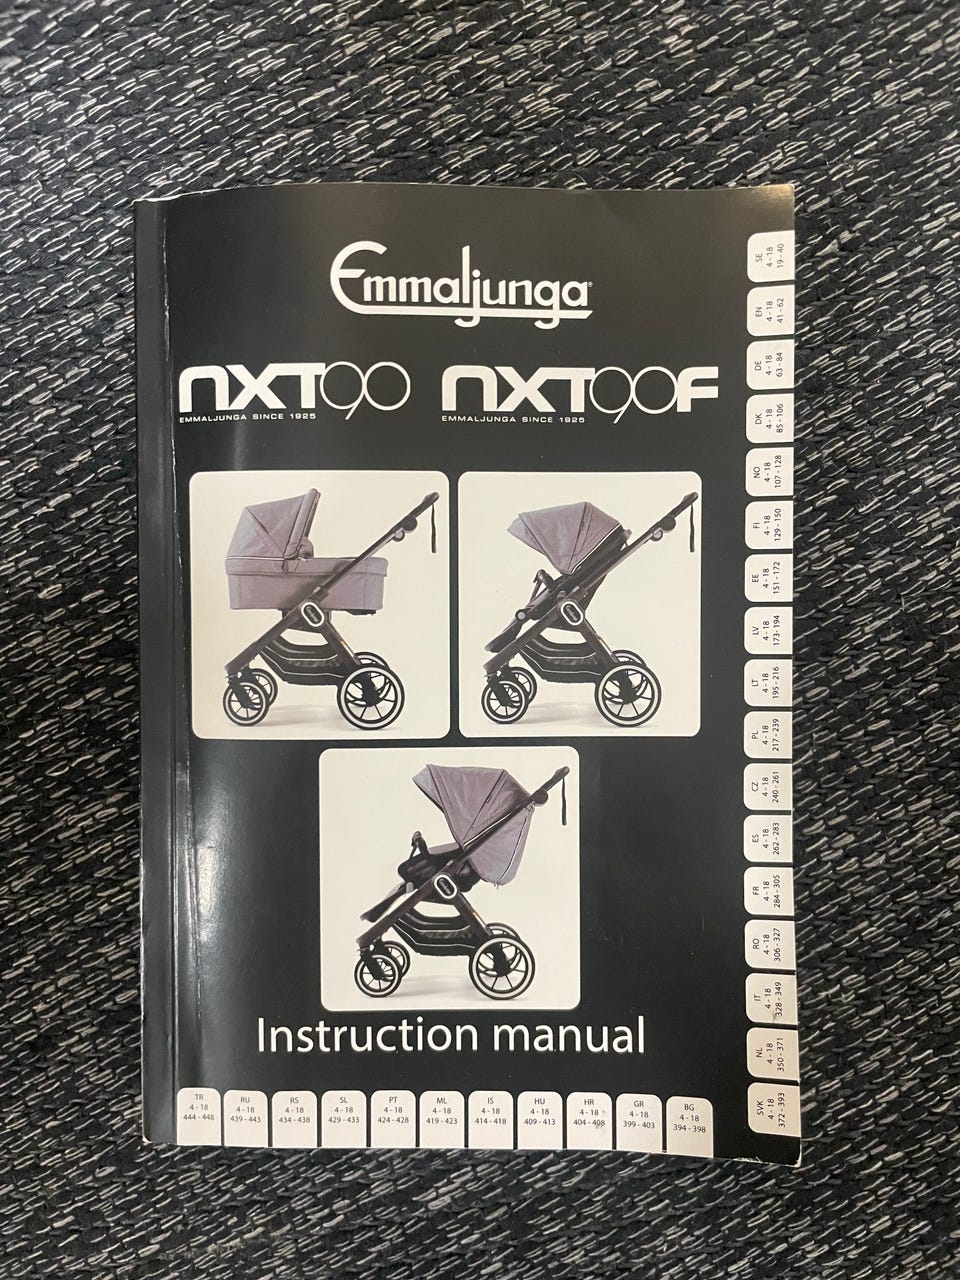 Emmaljunga®
NXT90
EMMALJUNGA SINCE 1925
NXT90F
EMMALJUNGA SINCE 1925
Instruction manual
SE
4 - 18
19 - 40
EN
4 - 18
41 - 62
DE
4 - 18
63 - 84
DK
4 - 18
85 - 106
NO
4 - 18
107 - 128
FI
4 - 18
129 - 150
EE
4 - 18
151 - 172
LV
4 - 18
173 - 194
LT
4 - 18
195 - 216
PL
4 - 18
217 - 239
CZ
4 - 18
240 - 261
ES
4 - 18
262 - 283
FR
4 - 18
284 - 305
RO
4 - 18
306 - 327
IT
4 - 18
328 - 349
NL
4 - 18
350 - 371
SVK
4 - 18
372 - 393
TR
4 - 18
444 - 448
RU
4 - 18
439 - 443
RS
4 - 18
434 - 438
SL
4 - 18
429 - 433
PT
4 - 18
424 - 428
ML
4 - 18
419 - 423
IS
4 - 18
414 - 418
HU
4 - 18
409 - 413
HR
4 - 18
404 - 408
GR
4 - 18
399 - 403
BG
4 - 18
394 - 398